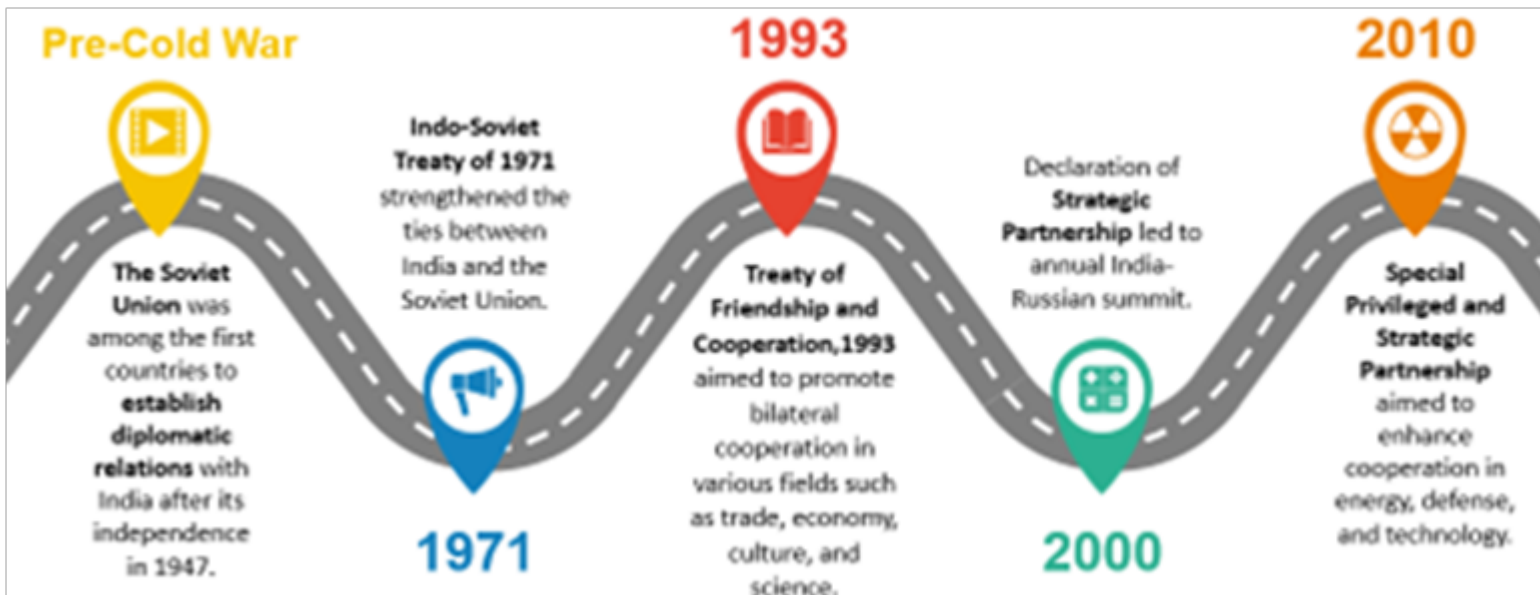 Pre-Cold War
The Soviet
Union was
among the first
countries to
establish
diplomatic
relations with
India after its
independence
in 1947.
Indo-Soviet
Treaty of 1971
strengthened the
ties between
India and the
Soviet Union.
1971
1993
Treaty of
Friendship and
Cooperation,1993
aimed to promote
bilateral
cooperation in
various fields such
as trade, economy,
culture, and
science.
Declaration of
Strategic
Partnership led to
annual India-
Russian summit.
2000
2010
Special
Privileged and
Strategic
Partnership
aimed to
enhance
cooperation in
energy, defense,
and technology.